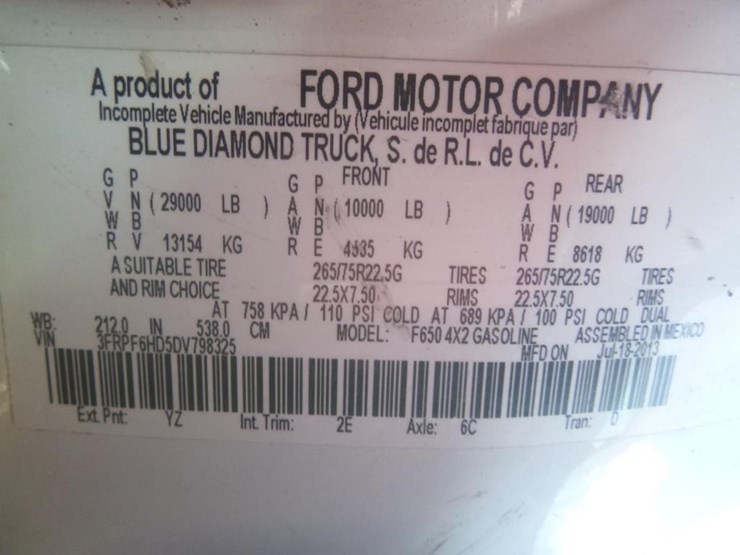 A product of FORD MOTOR COMPANY
Incomplete Vehicle Manufactured by (Vehicule incomplet fabrique par)
BLUE DIAMOND TRUCK, S. de R.L. de C.V.
G P G P FRONT G P REAR
V N ( 29000 LB ) A N ( 10000 LB ) A N ( 19000 LB )
W B W B W B
R V 13154 KG R E 4535 KG R E 8618 KG
A SUITABLE TIRE 265/75R22.5G TIRES 265/75R22.5G TIRES
AND RIM CHOICE 22.5X7.50 RIMS 22.5X7.50 RIMS
AT 758 KPA / 110 PSI COLD AT 689 KPA / 100 PSI COLD DUAL
WB: 212.0 IN 538.0 CM MODEL: F650 4X2 GASOLINE ASSEMBLED IN MEXICO
VIN 3FRPF6HD5DV798325 MFD ON Jul-18-2013
Ext. Pnt: YZ Int. Trim: 2E Axle: 6C Tran: D